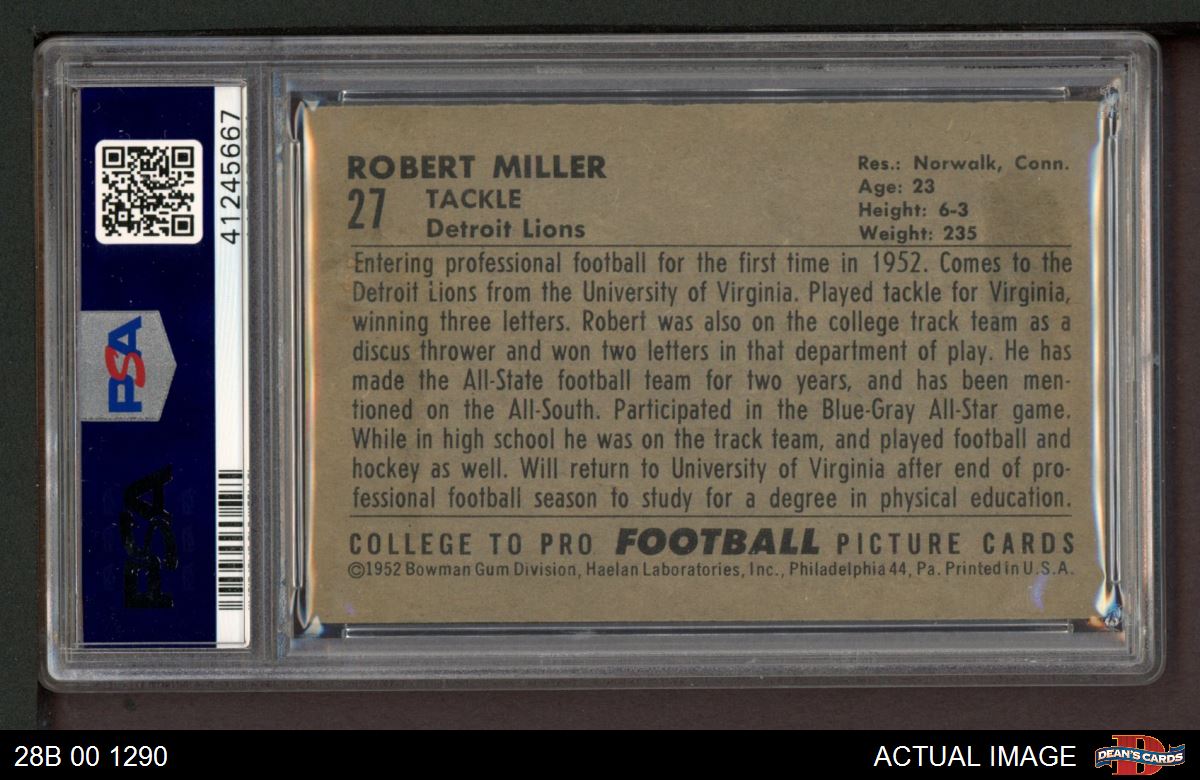 41245667
PSA
PSA
ROBERT MILLER
27
TACKLE
Detroit Lions
Res.: Norwalk, Conn.
Age: 23
Height: 6-3
Weight: 235
Entering professional football for the first time in 1952. Comes to the
Detroit Lions from the University of Virginia. Played tackle for Virginia,
winning three letters. Robert was also on the college track team as a
discus thrower and won two letters in that department of play. He has
made the All-State football team for two years, and has been men-
tioned on the All-South. Participated in the Blue-Gray All-Star game.
While in high school he was on the track team, and played football and
hockey as well. Will return to University of Virginia after end of pro-
fessional football season to study for a degree in physical education.
COLLEGE TO PRO FOOTBALL PICTURE CARDS
©1952 Bowman Gum Division, Haelan Laboratories, Inc., Philadelphia 44, Pa. Printed in U.S.A.
28B 00 1290
ACTUAL IMAGE
D
DEAN'S CARDS